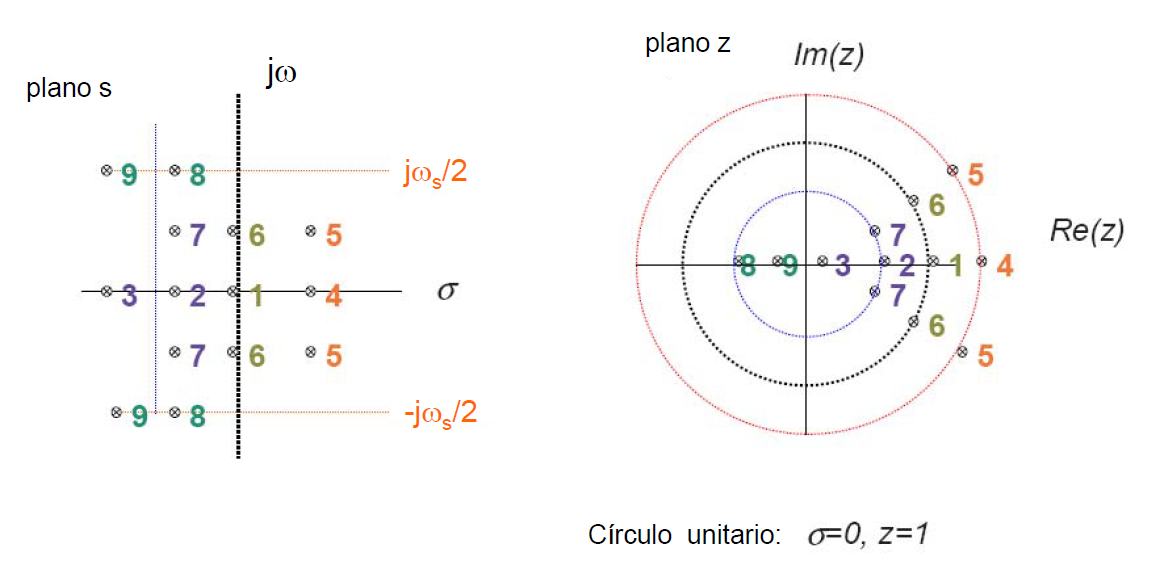 plano s
jω
9 8 jωs/2
7 6 5
3 2 1 4 σ
7 6 5
9 8 -jωs/2
plano z
Im(z)
5
6
Re(z)
7
8 9 3 2 1 4
7
6
5
Círculo unitario: σ=0, z=1